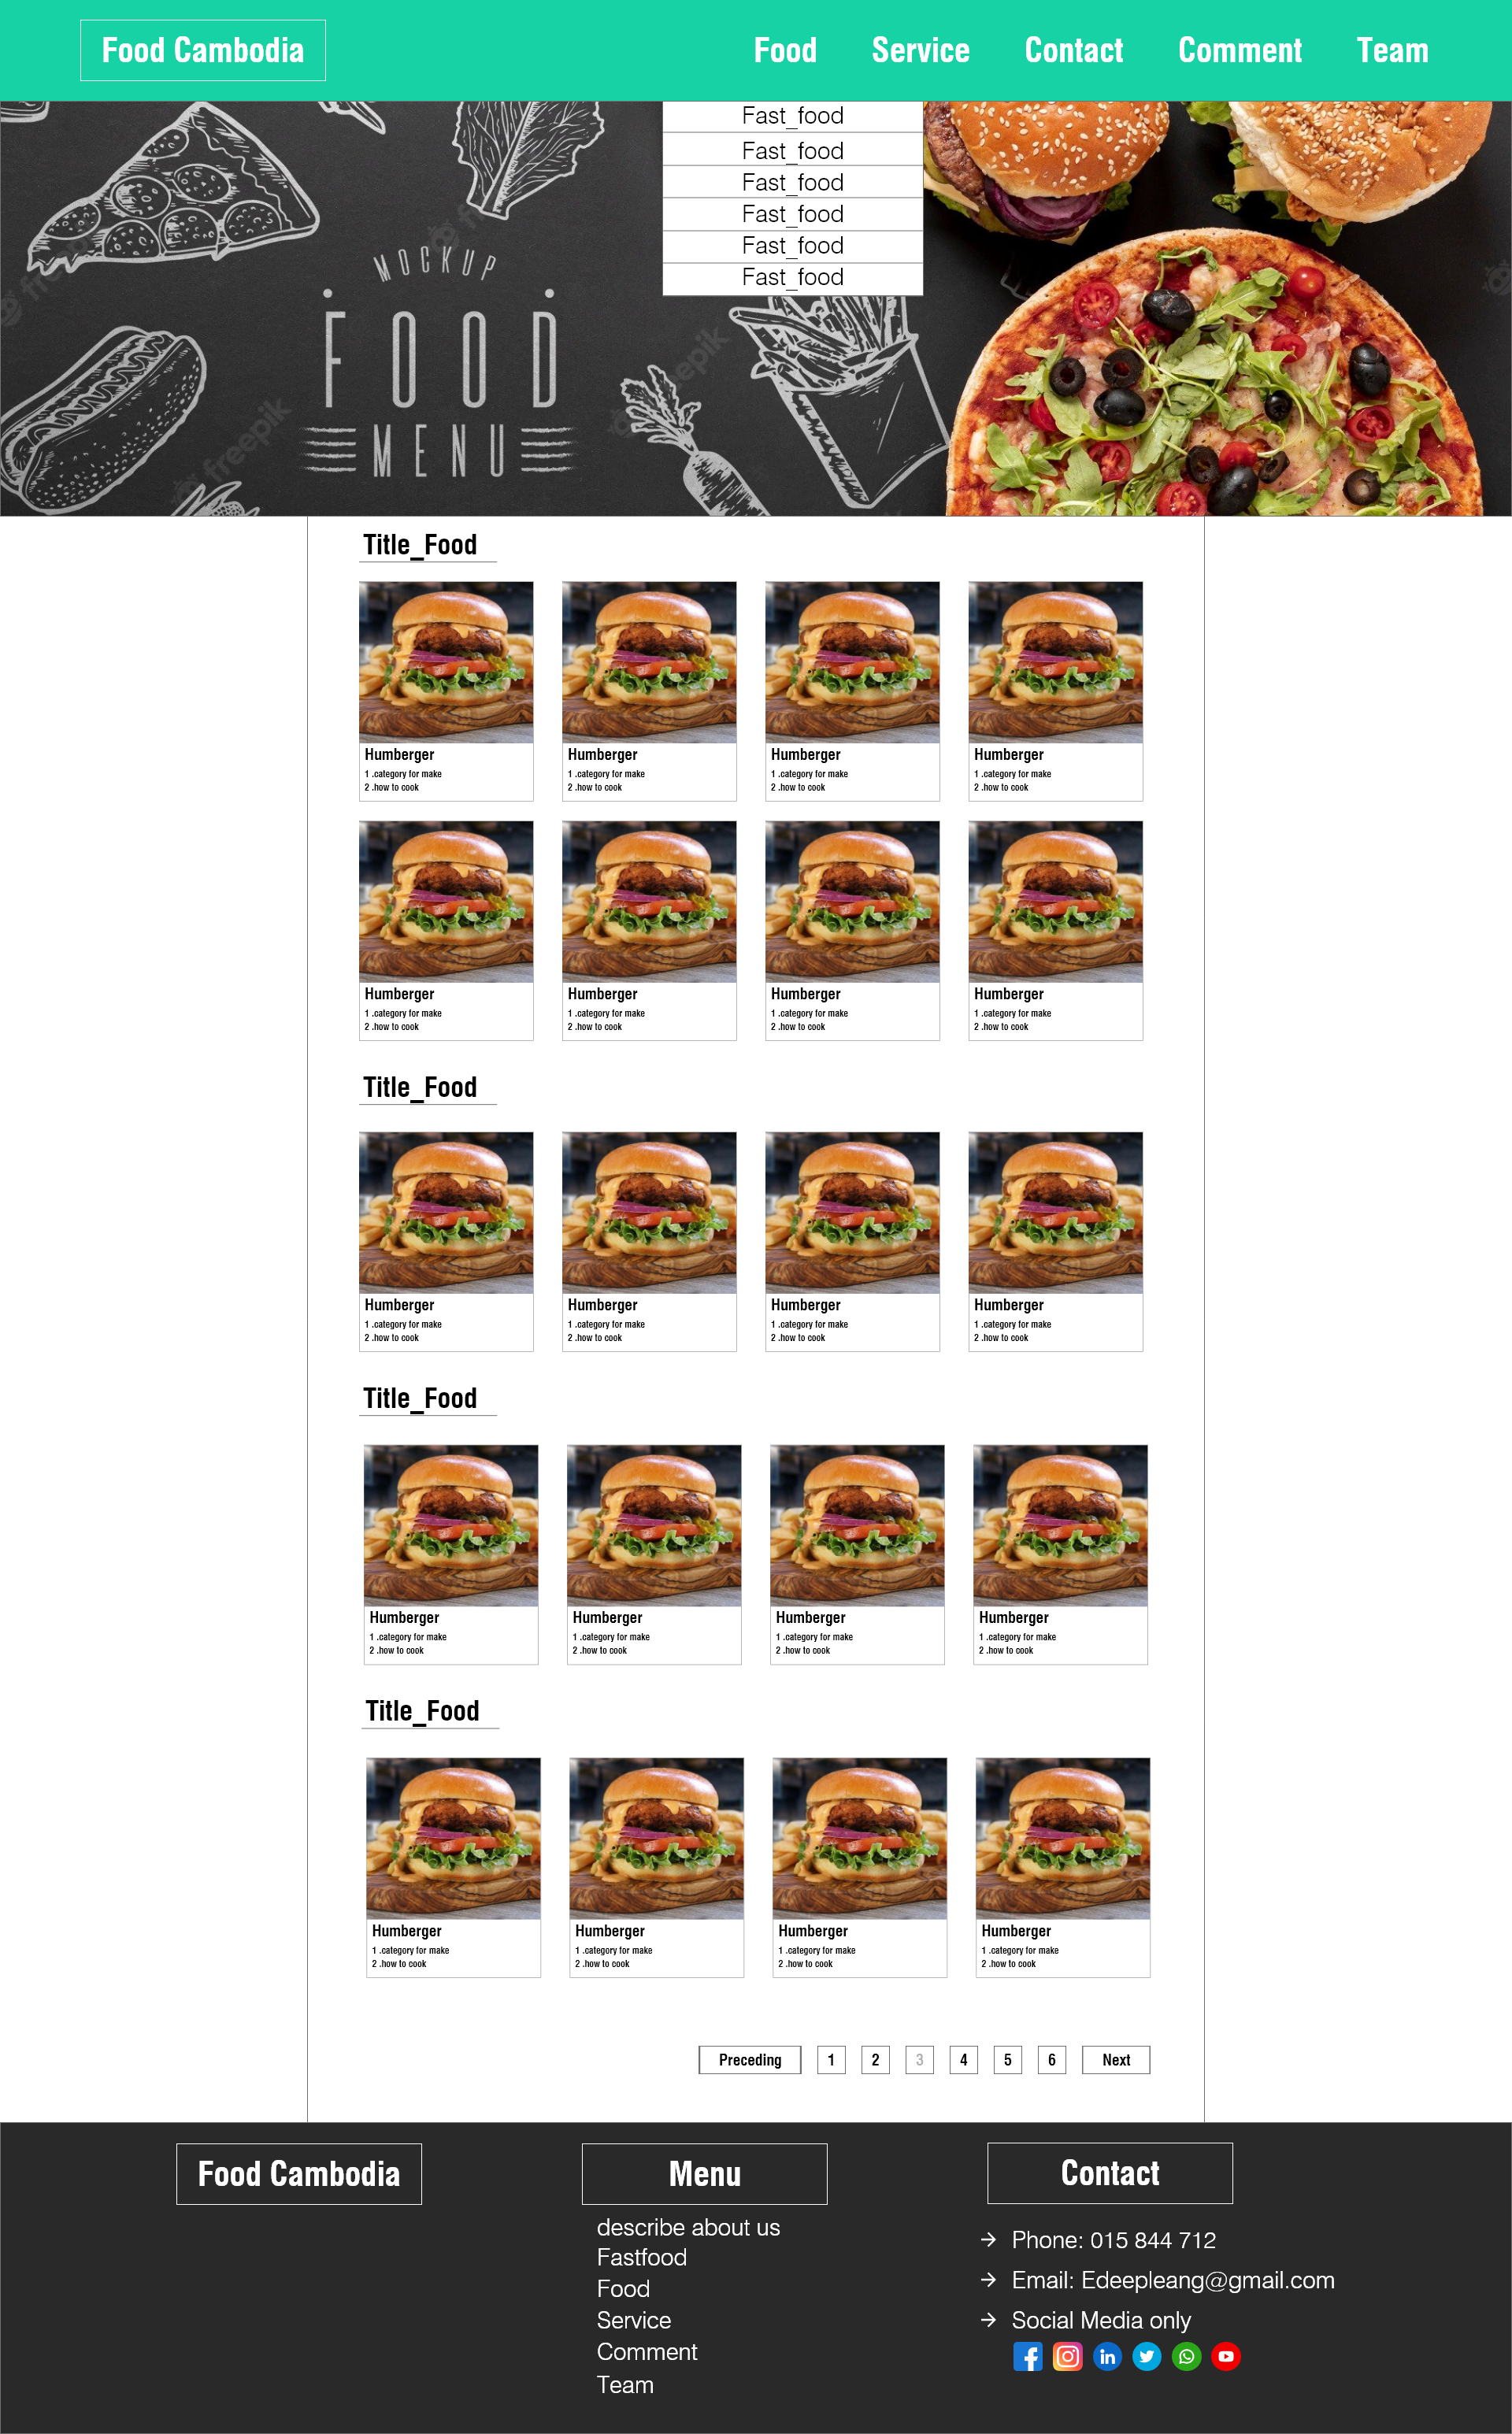 Food Cambodia
Food Service Contact Comment Team
Fast_food
Fast_food
Fast_food
Fast_food
Fast_food
Fast_food
MOCKUP
FOOD
MENU
freepik
Title_Food
Humberger Humberger Humberger Humberger
1 .category for make 1 .category for make 1 .category for make 1 .category for make
2 .how to cook 2 .how to cook 2 .how to cook 2 .how to cook
Humberger Humberger Humberger Humberger
1 .category for make 1 .category for make 1 .category for make 1 .category for make
2 .how to cook 2 .how to cook 2 .how to cook 2 .how to cook
Title_Food
Humberger Humberger Humberger Humberger
1 .category for make 1 .category for make 1 .category for make 1 .category for make
2 .how to cook 2 .how to cook 2 .how to cook 2 .how to cook
Title_Food
Humberger Humberger Humberger Humberger
1 .category for make 1 .category for make 1 .category for make 1 .category for make
2 .how to cook 2 .how to cook 2 .how to cook 2 .how to cook
Title_Food
Humberger Humberger Humberger Humberger
1 .category for make 1 .category for make 1 .category for make 1 .category for make
2 .how to cook 2 .how to cook 2 .how to cook 2 .how to cook
Preceding 1 2 3 4 5 6 Next
Food Cambodia
Menu
describe about us
Fastfood
Food
Service
Comment
Team
Contact
Phone: 015 844 712
Email: Edeepleang@gmail.com
Social Media only